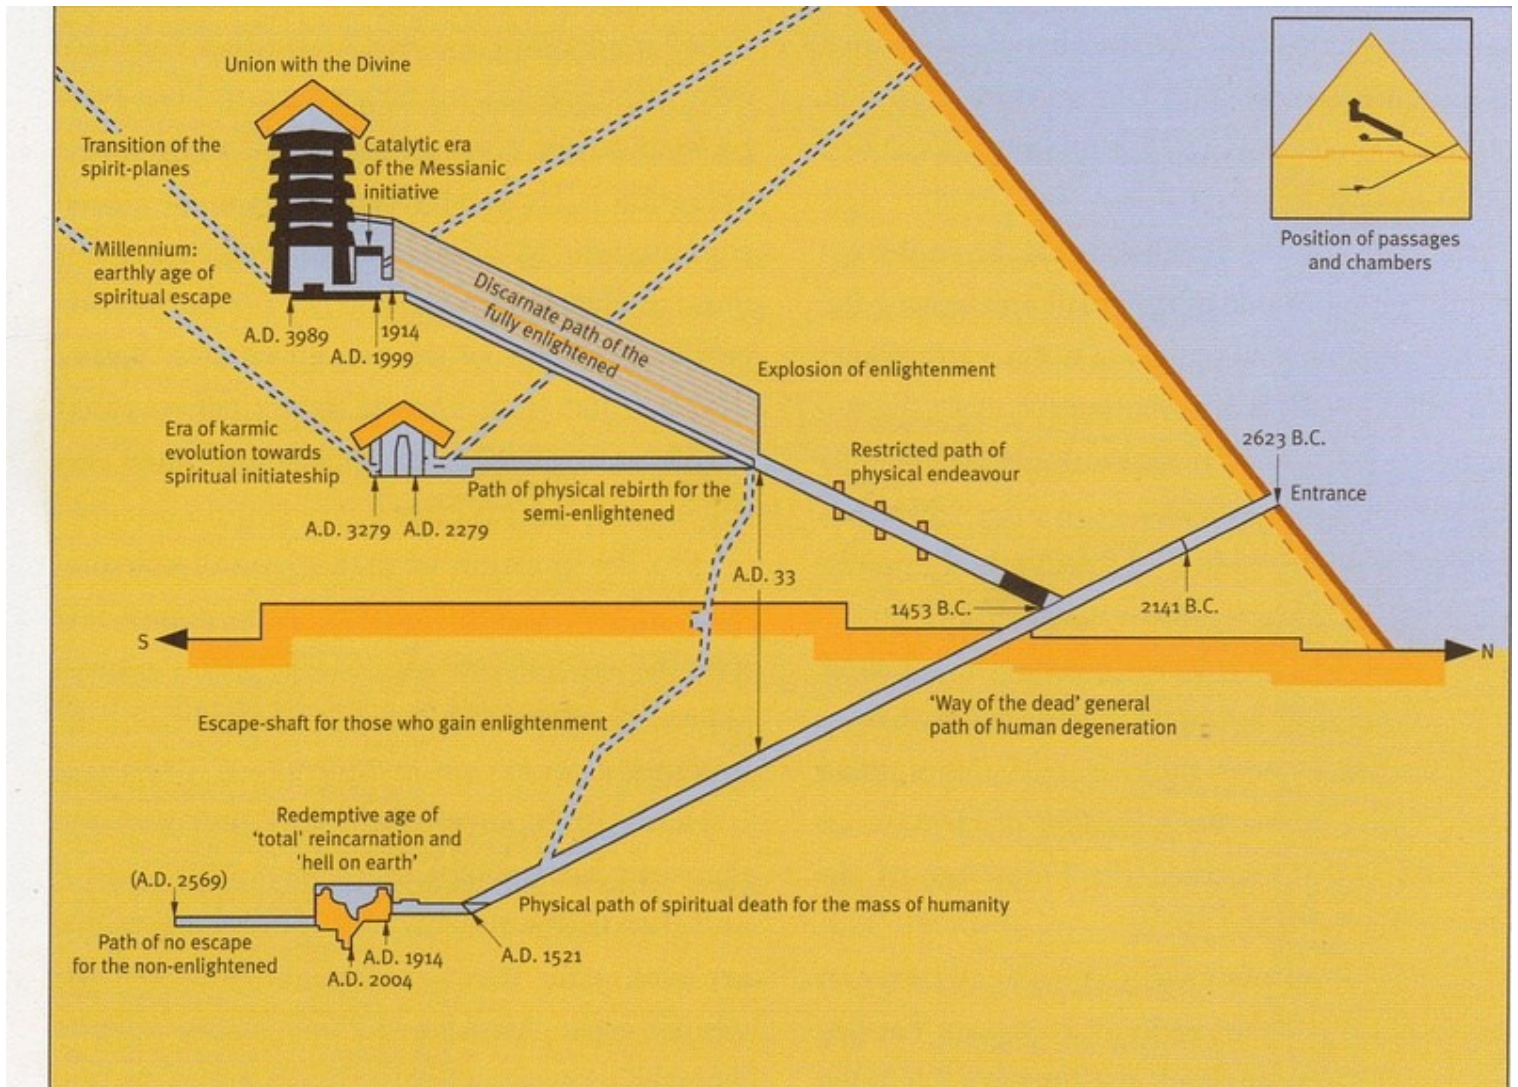 Union with the Divine
Transition of the
spirit-planes
Catalytic era
of the Messianic
initiative
Millennium:
earthly age of
spiritual escape
A.D. 3989
A.D. 1999
1914
Discarnate path of the
fully enlightened
Explosion of enlightenment
Position of passages
and chambers
Era of karmic
evolution towards
spiritual initiateship
A.D. 3279
A.D. 2279
Path of physical rebirth for the
semi-enlightened
Restricted path of
physical endeavour
2623 B.C.
Entrance
A.D. 33
1453 B.C.
2141 B.C.
S
N
Escape-shaft for those who gain enlightenment
'Way of the dead' general
path of human degeneration
Redemptive age of
'total' reincarnation and
'hell on earth'
(A.D. 2569)
Path of no escape
for the non-enlightened
A.D. 1914
A.D. 2004
Physical path of spiritual death for the mass of humanity
A.D. 1521